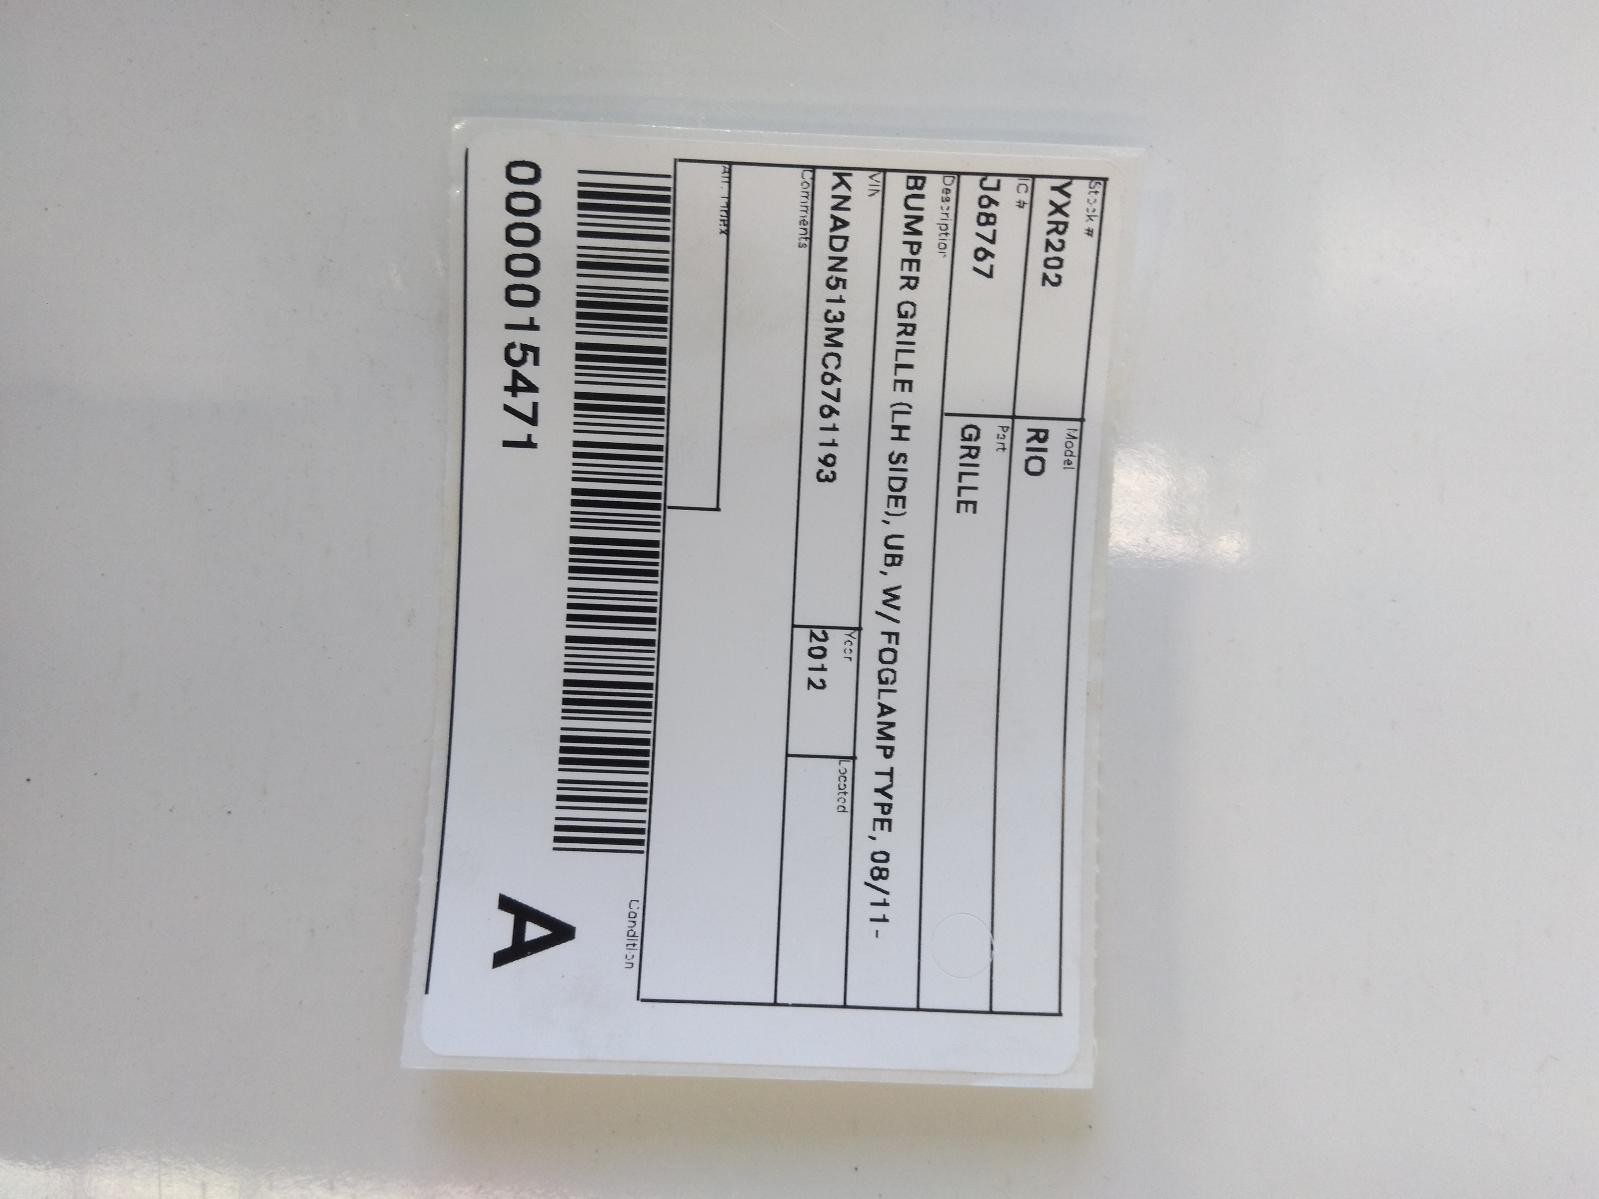 Stock #
YXR202
Model
RIO
IC #
J68767
Part
GRILLE
Description
BUMPER GRILLE (LH SIDE), UB, W/ FOGLAMP TYPE, 08/11-
VIN
KNADN513MC6761193
Year
2012
Located
Comments
Condition
A
0000015471